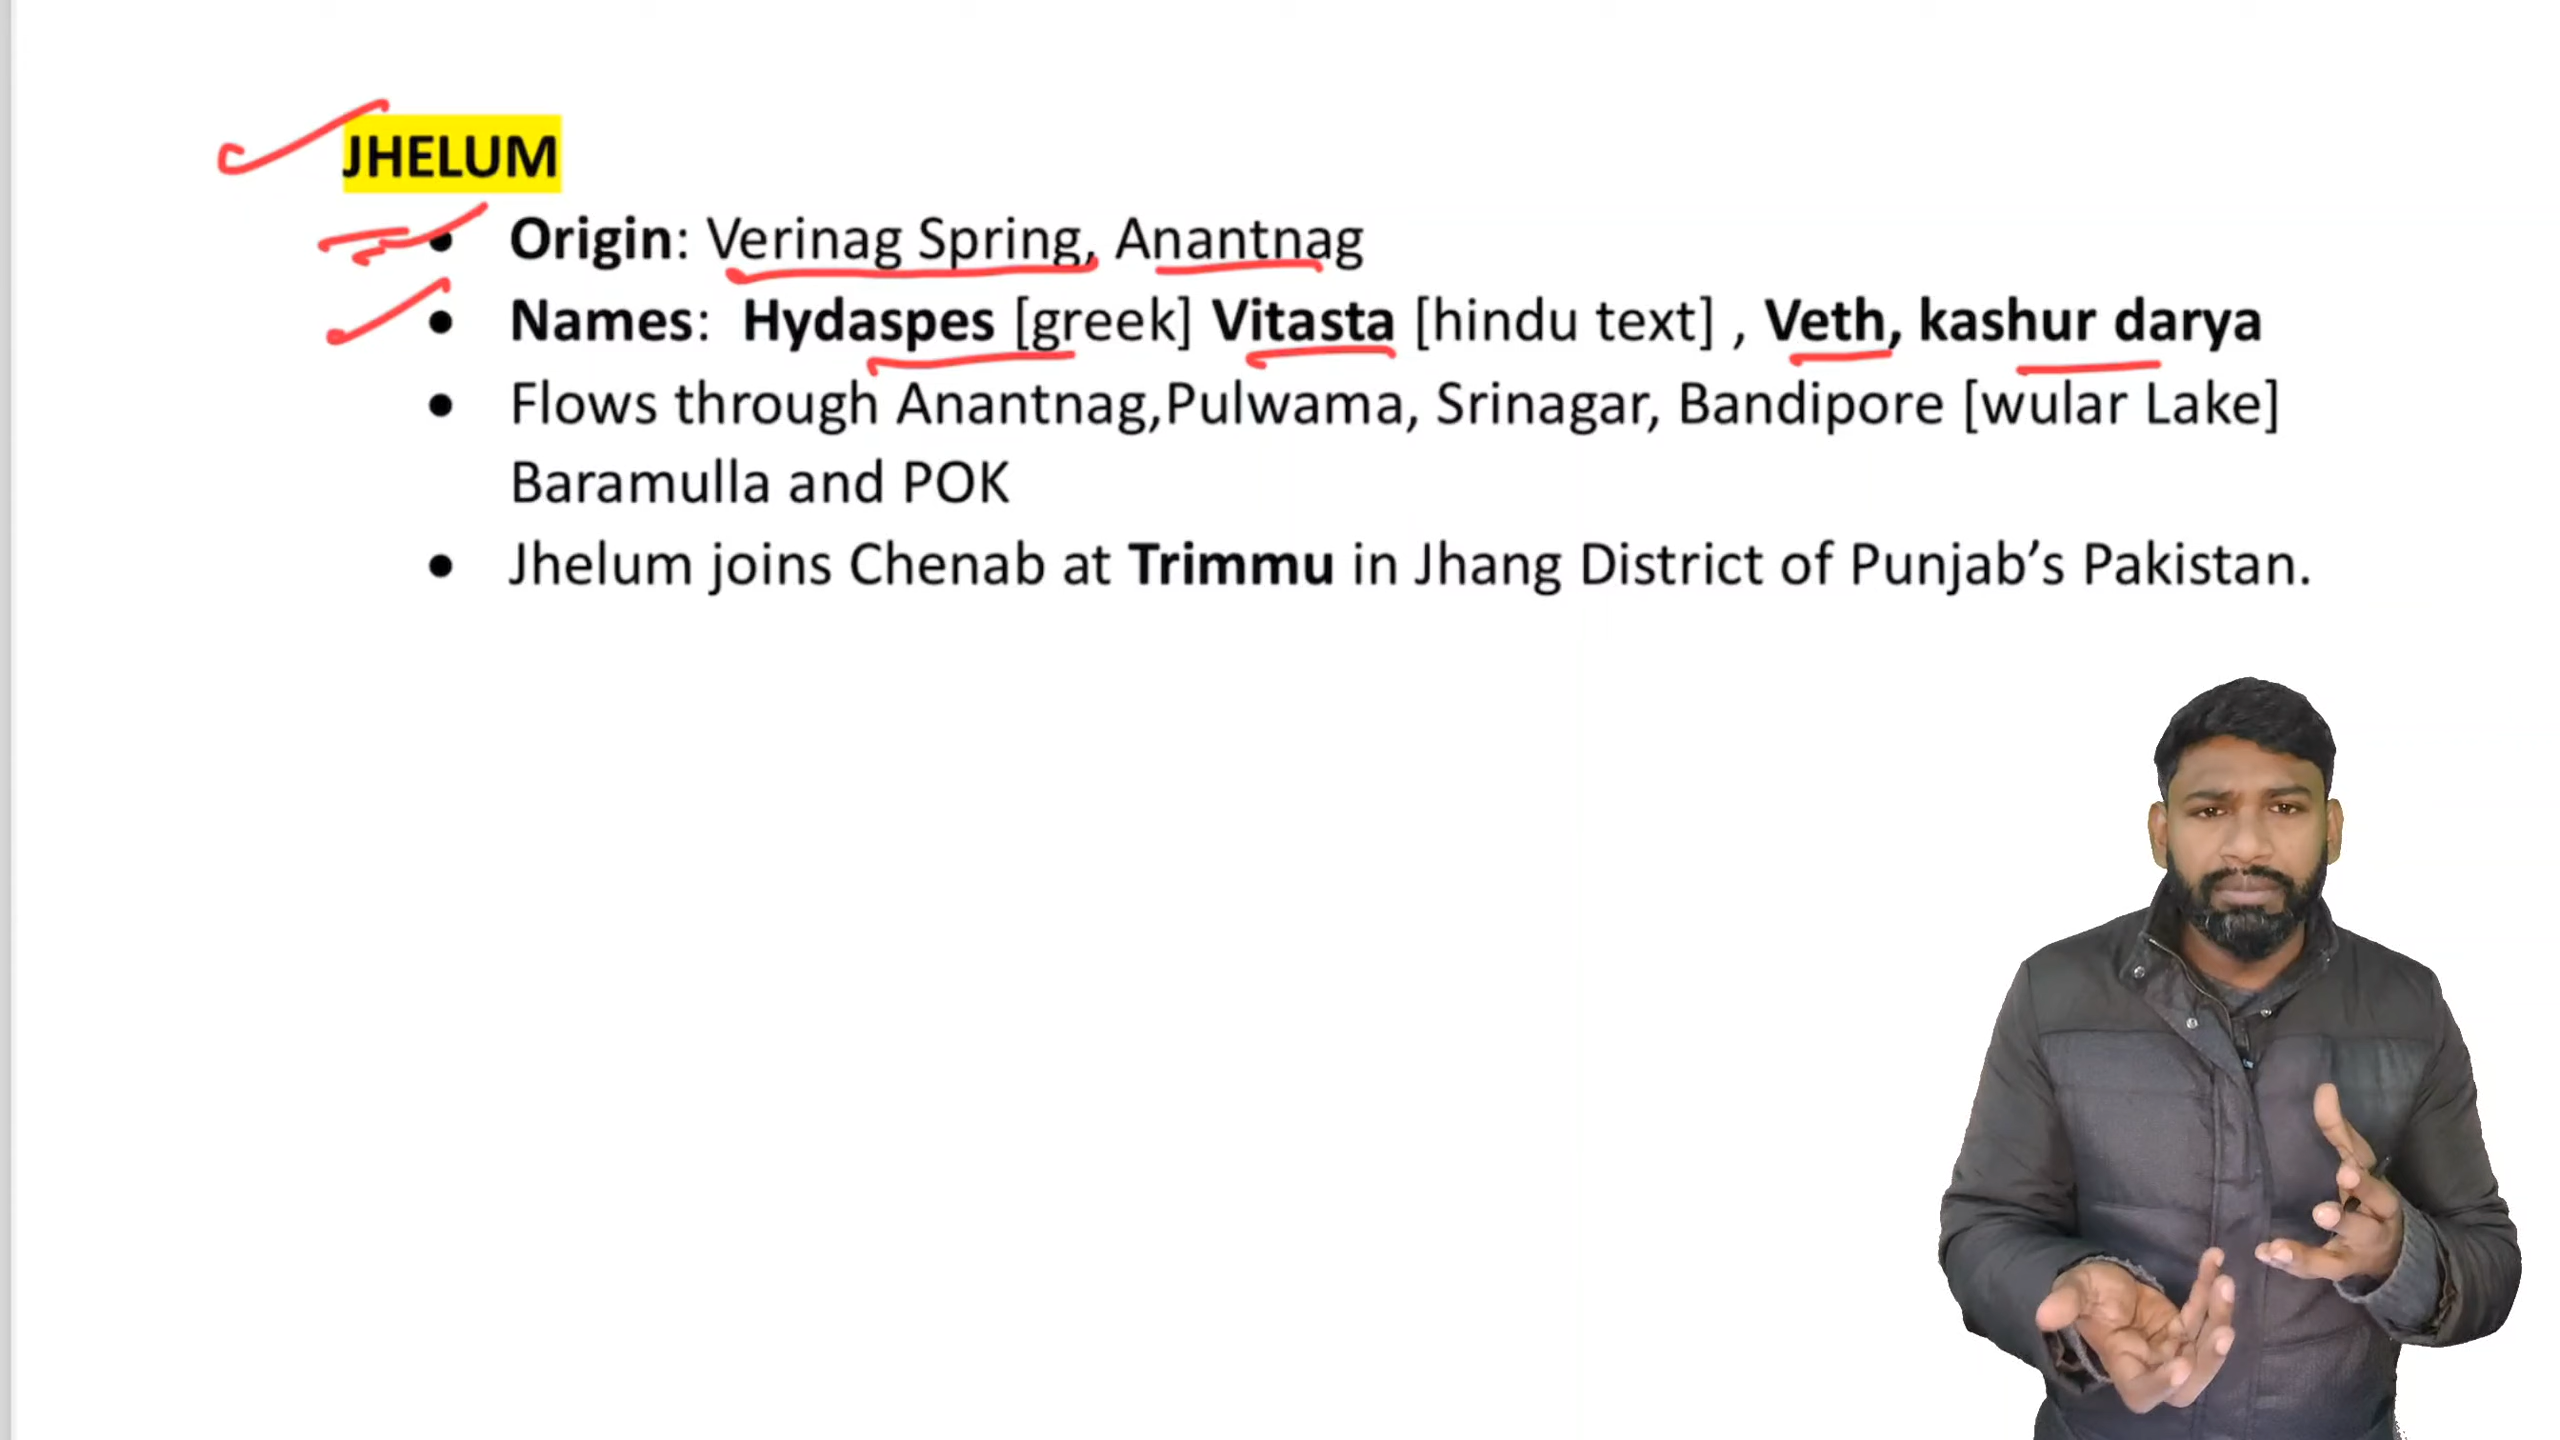 JHELUM
• Origin: Verinag Spring, Anantnag
• Names: Hydaspes [greek] Vitasta [hindu text] , Veth, kashur darya
• Flows through Anantnag,Pulwama, Srinagar, Bandipore [wular Lake]
Baramulla and POK
• Jhelum joins Chenab at Trimmu in Jhang District of Punjab’s Pakistan.